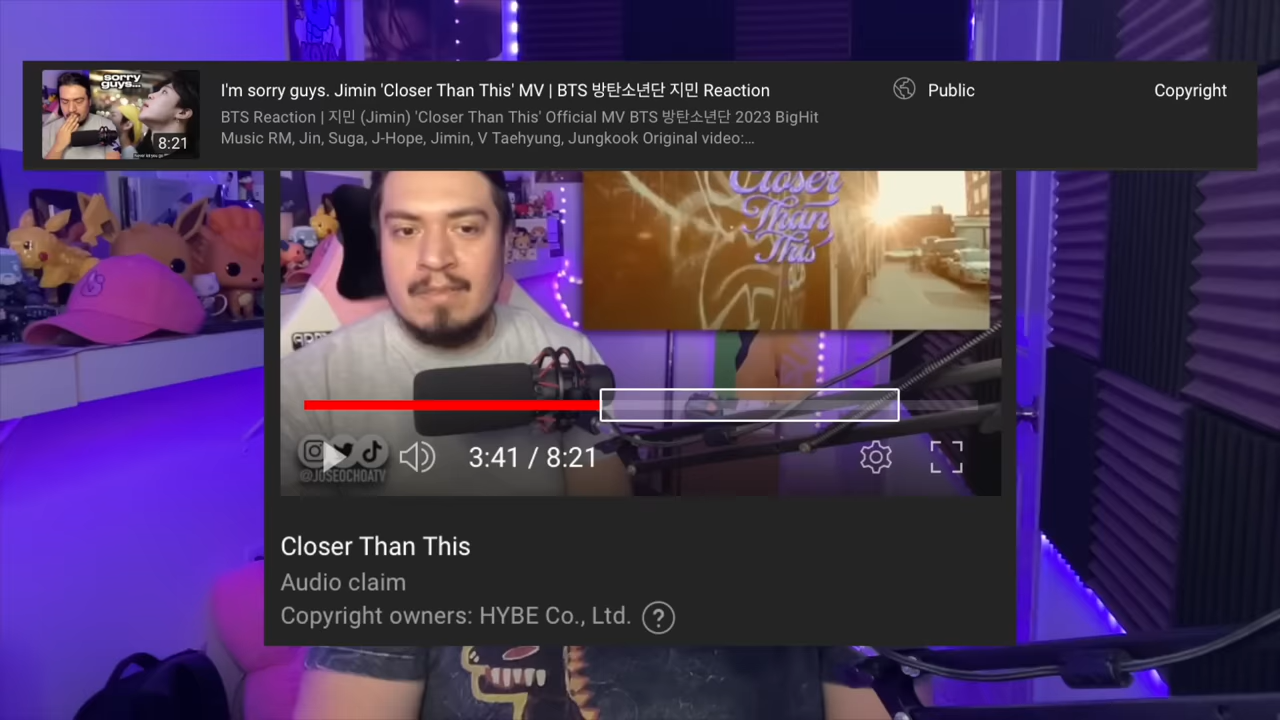 sorry
guys...
8:21
I'm sorry guys. Jimin 'Closer Than This' MV | BTS 방탄소년단 지민 Reaction
BTS Reaction | 지민 (Jimin) 'Closer Than This' Official MV BTS 방탄소년단 2023 BigHit
Music RM, Jin, Suga, J-Hope, Jimin, V Taehyung, Jungkook Original video:...
Public
Copyright
Closer
Than
This
@JOSEOCHOATV
3:41 / 8:21
Closer Than This
Audio claim
Copyright owners: HYBE Co., Ltd. ?